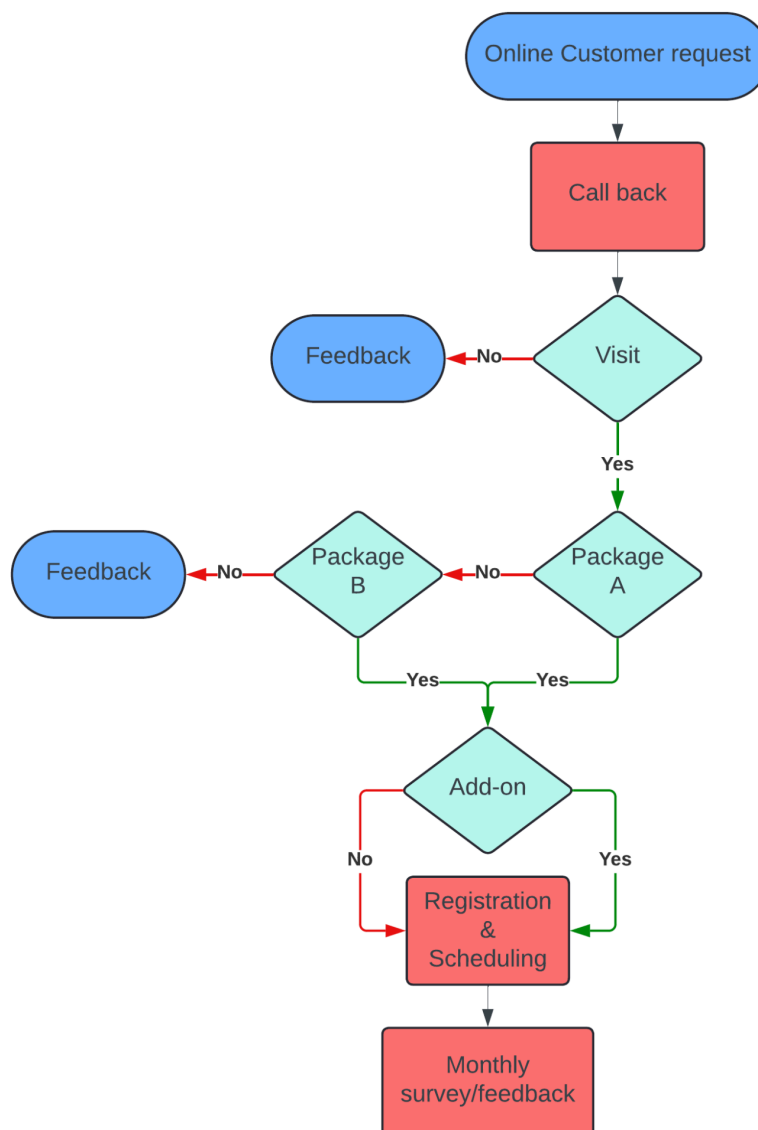 Online Customer request
Call back
Visit
No
Feedback
Yes
Package
A
No
Package
B
No
Feedback
Yes
Yes
Add-on
No
Yes
Registration
&
Scheduling
Monthly
survey/feedback